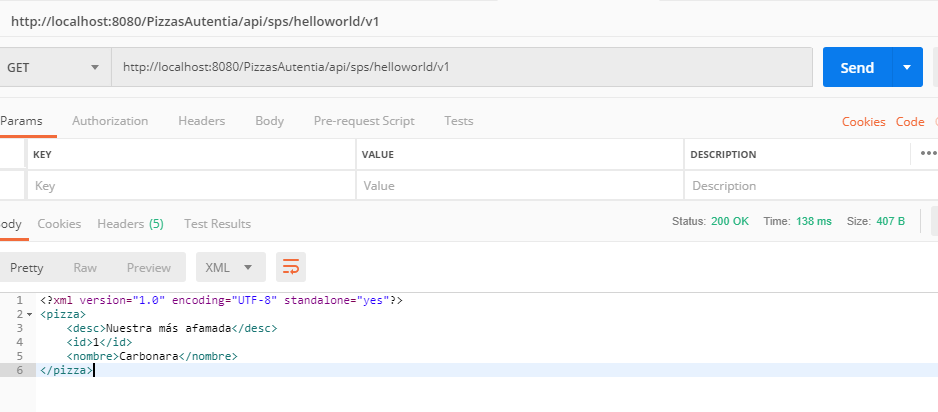 http://localhost:8080/PizzasAutentia/api/sps/helloworld/v1
GET http://localhost:8080/PizzasAutentia/api/sps/helloworld/v1 Send
Params Authorization Headers Body Pre-request Script Tests Cookies Code
KEY VALUE DESCRIPTION
Key Value Description
ody Cookies Headers (5) Test Results Status: 200 OK Time: 138 ms Size: 407 B
Pretty Raw Preview XML
1 <?xml version="1.0" encoding="UTF-8" standalone="yes"?>
2 <pizza>
3 <desc>Nuestra más afamada</desc>
4 <id>1</id>
5 <nombre>Carbonara</nombre>
6 </pizza>